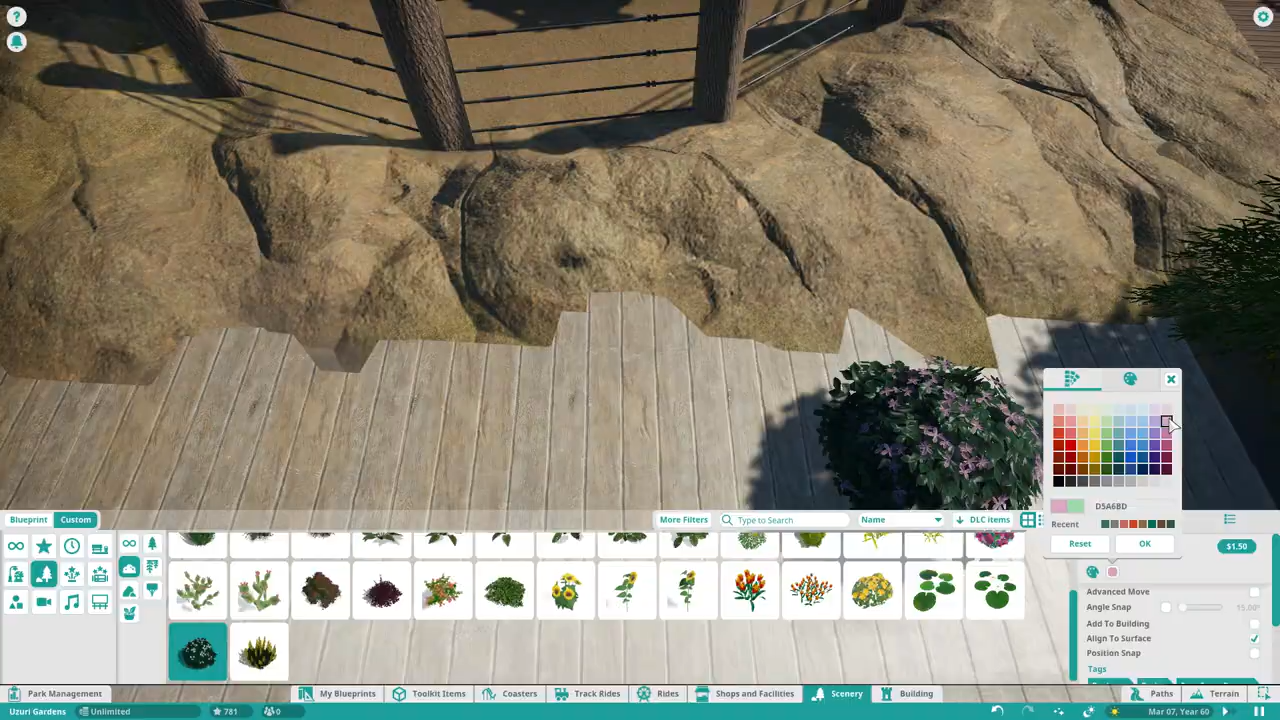 ?
Blueprint
Custom
More Filters
Type to Search
Name
DLC items
D5A6BD
Recent
Reset
OK
$1.50
Advanced Move
Angle Snap
15.00°
Add To Building
Align To Surface
Position Snap
Tags
Park Management
My Blueprints
Toolkit Items
Coasters
Track Rides
Rides
Shops and Facilities
Scenery
Building
Paths
Terrain
Uzuri Gardens
Unlimited
781
0
Mar 07, Year 60